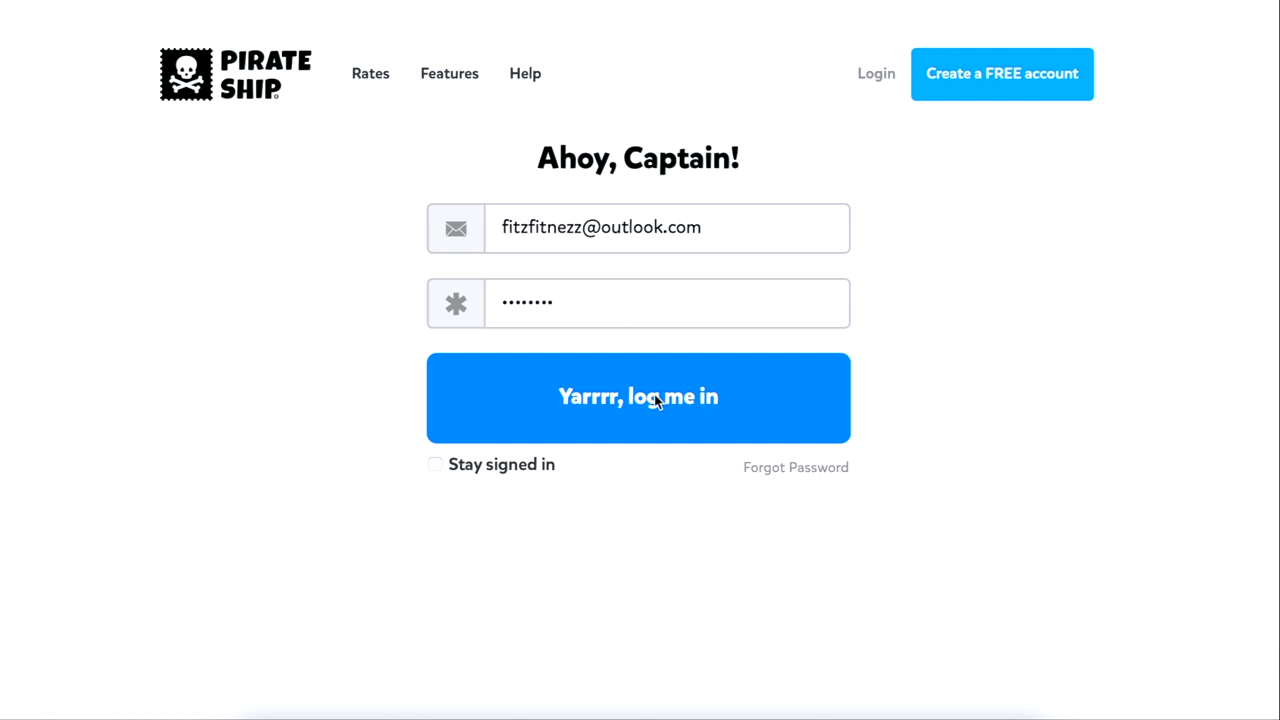 PIRATE
SHIP
Rates Features Help Login Create a FREE account
Ahoy, Captain!
fitzfitnezz@outlook.com
••••••••
Yarrrr, log me in
Stay signed in Forgot Password